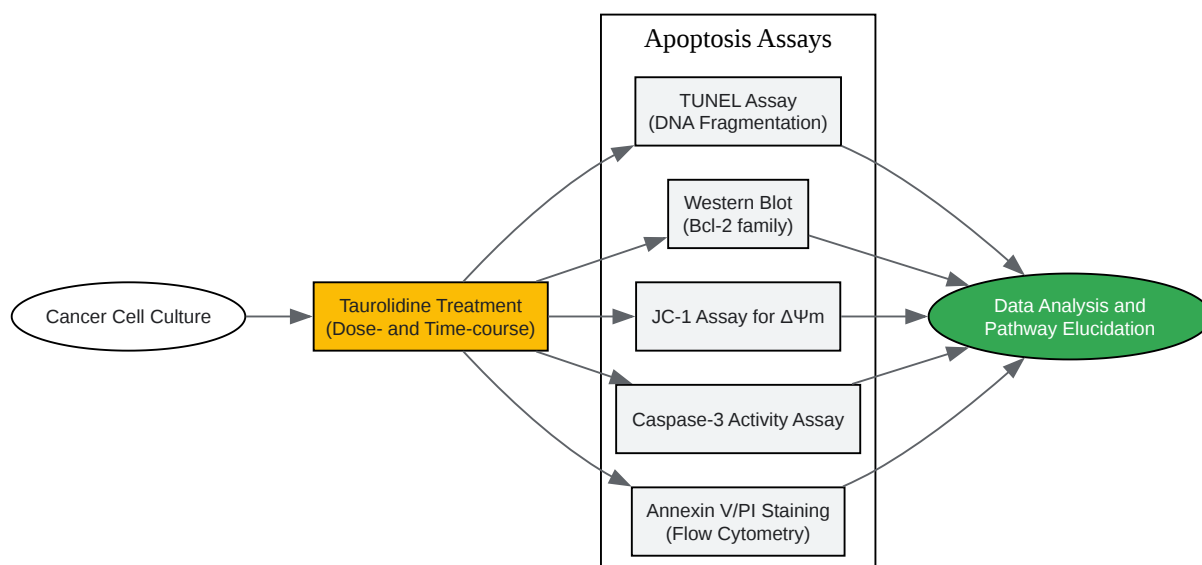 Apoptosis Assays
TUNEL Assay
(DNA Fragmentation)
Western Blot
(Bcl-2 family)
Cancer Cell Culture
Taurolidine Treatment
(Dose- and Time-course)
JC-1 Assay for ΔΨm
Data Analysis and
Pathway Elucidation
Caspase-3 Activity Assay
Annexin V/PI Staining
(Flow Cytometry)